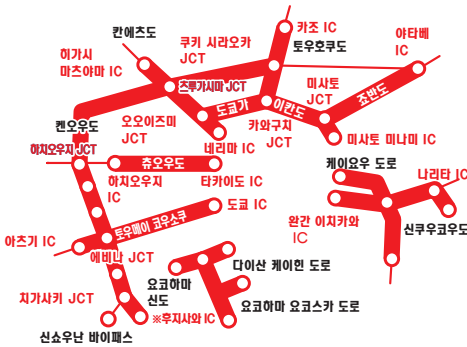 칸에츠도
카조 IC
쿠키 시라오카
JCT
토우호쿠도
야타베
IC
히가시
마츠야마 IC
츠루가시마 JCT
미사토
JCT
도쿄가
이칸도
죠반도
켄오우도
오오이즈미
JCT
카와구치
JCT
네리마 IC
미사토 미나미 IC
하치오우지 JCT
케이요우 도로
츄오우도
하치오우지
IC
타카이도 IC
나리타 IC
도쿄 IC
완간 이치카와
IC
신쿠우코우도
토우메이 코우소쿠
아츠기 IC
에비나 JCT
다이산 케이힌 도로
요코하마
신도
치가사키 JCT
요코하마 요코스카 도로
※후지사와 IC
신쇼우난 바이패스